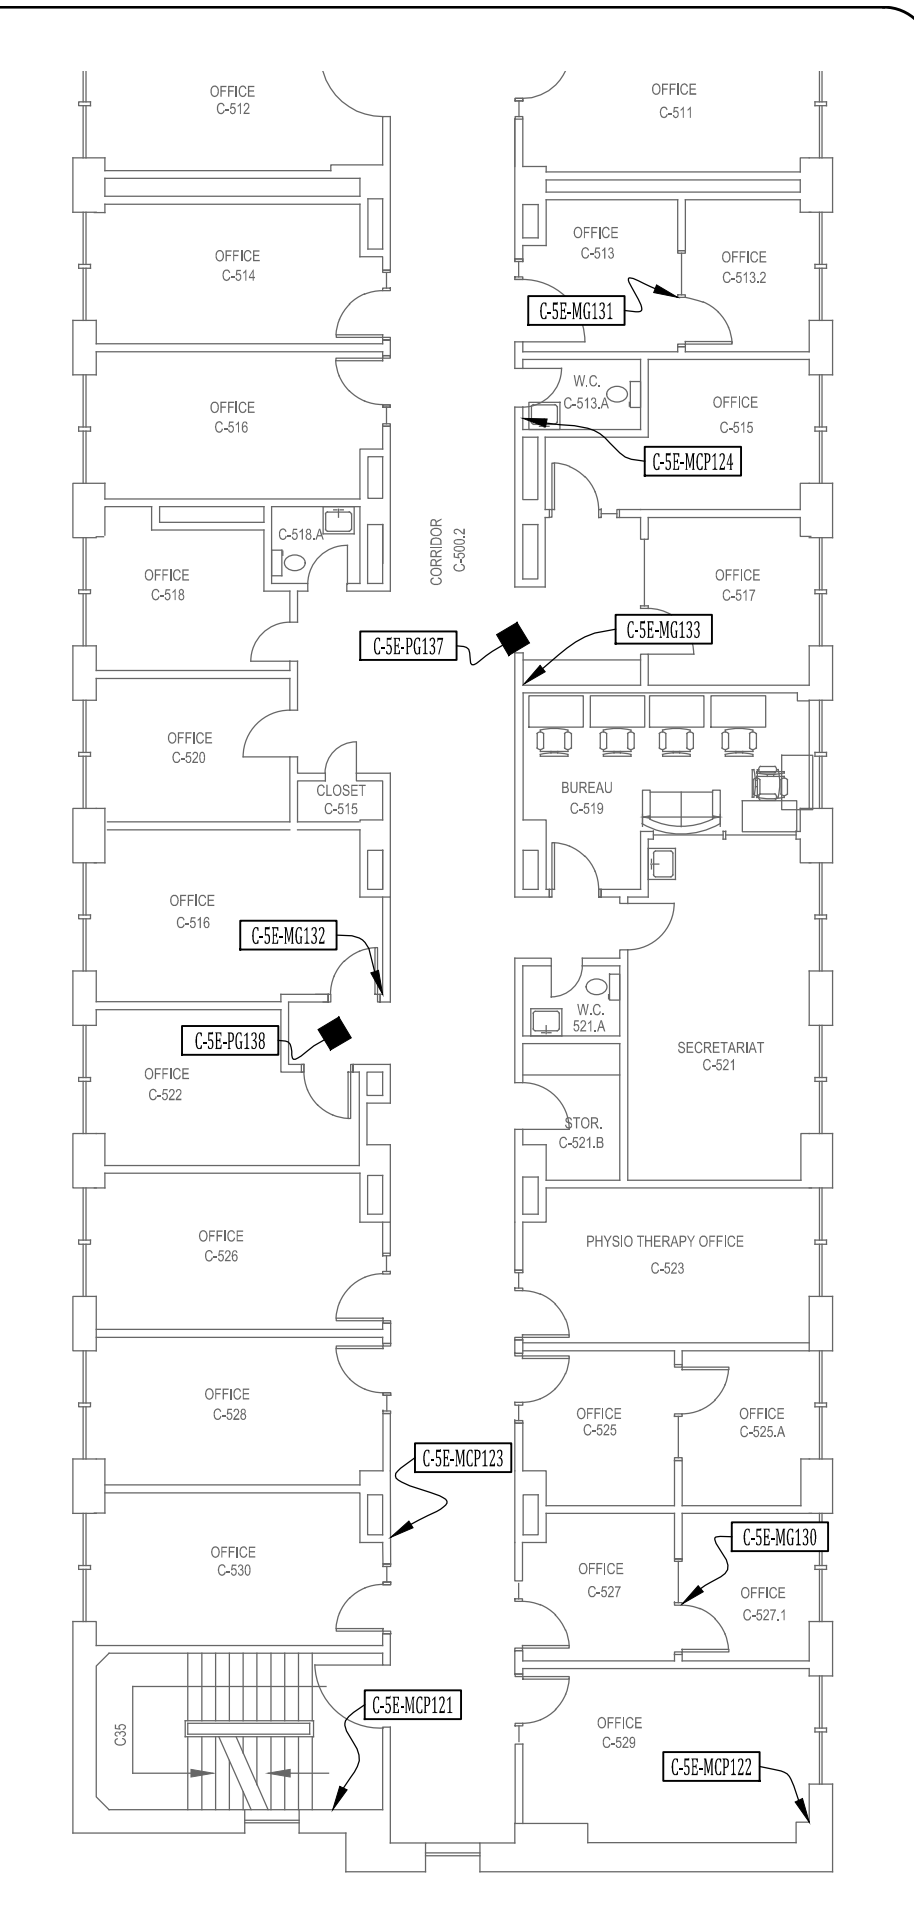 OFFICE
C-512
OFFICE
C-511
OFFICE
C-514
OFFICE
C-513
OFFICE
C-513.2
C-5E-MG131
OFFICE
C-516
W.C.
C-513.A
OFFICE
C-515
C-5E-MCP124
C-518.A
CORRIDOR
C-500.2
OFFICE
C-518
OFFICE
C-517
C-5E-PG137
C-5E-MG133
OFFICE
C-520
CLOSET
C-515
BUREAU
C-519
OFFICE
C-516
C-5E-MG132
C-5E-PG138
W.C.
521.A
OFFICE
C-522
SECRETARIAT
C-521
STOR.
C-521.B
OFFICE
C-526
PHYSIO THERAPY OFFICE
C-523
OFFICE
C-528
OFFICE
C-525
OFFICE
C-525.A
C-5E-MCP123
OFFICE
C-530
C-5E-MG130
OFFICE
C-527
OFFICE
C-527.1
C35
C-5E-MCP121
OFFICE
C-529
C-5E-MCP122